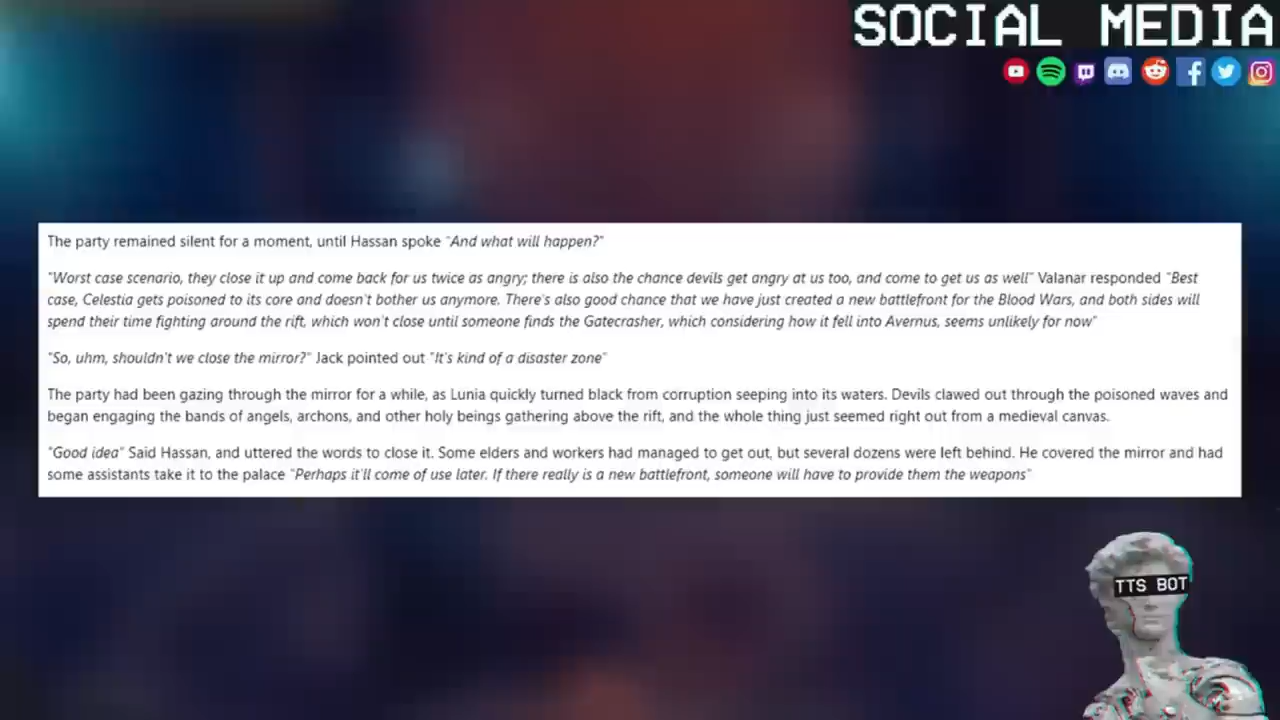 SOCIAL MEDIA
The party remained silent for a moment, until Hassan spoke "And what will happen?"
"Worst case scenario, they close it up and come back for us twice as angry; there is also the chance devils get angry at us too, and come to get us as well" Valanar responded "Best
case, Celestia gets poisoned to its core and doesn't bother us anymore. There's also good chance that we have just created a new battlefront for the Blood Wars, and both sides will
spend their time fighting around the rift, which won't close until someone finds the Gatecrasher, which considering how it fell into Avernus, seems unlikely for now"
"So, uhm, shouldn't we close the mirror?" Jack pointed out "It's kind of a disaster zone"
The party had been gazing through the mirror for a while, as Lunia quickly turned black from corruption seeping into its waters. Devils clawed out through the poisoned waves and
began engaging the bands of angels, archons, and other holy beings gathering above the rift, and the whole thing just seemed right out from a medieval canvas.
"Good idea" Said Hassan, and uttered the words to close it. Some elders and workers had managed to get out, but several dozens were left behind. He covered the mirror and had
some assistants take it to the palace "Perhaps it'll come of use later. If there really is a new battlefront, someone will have to provide them the weapons"
TTS BOT